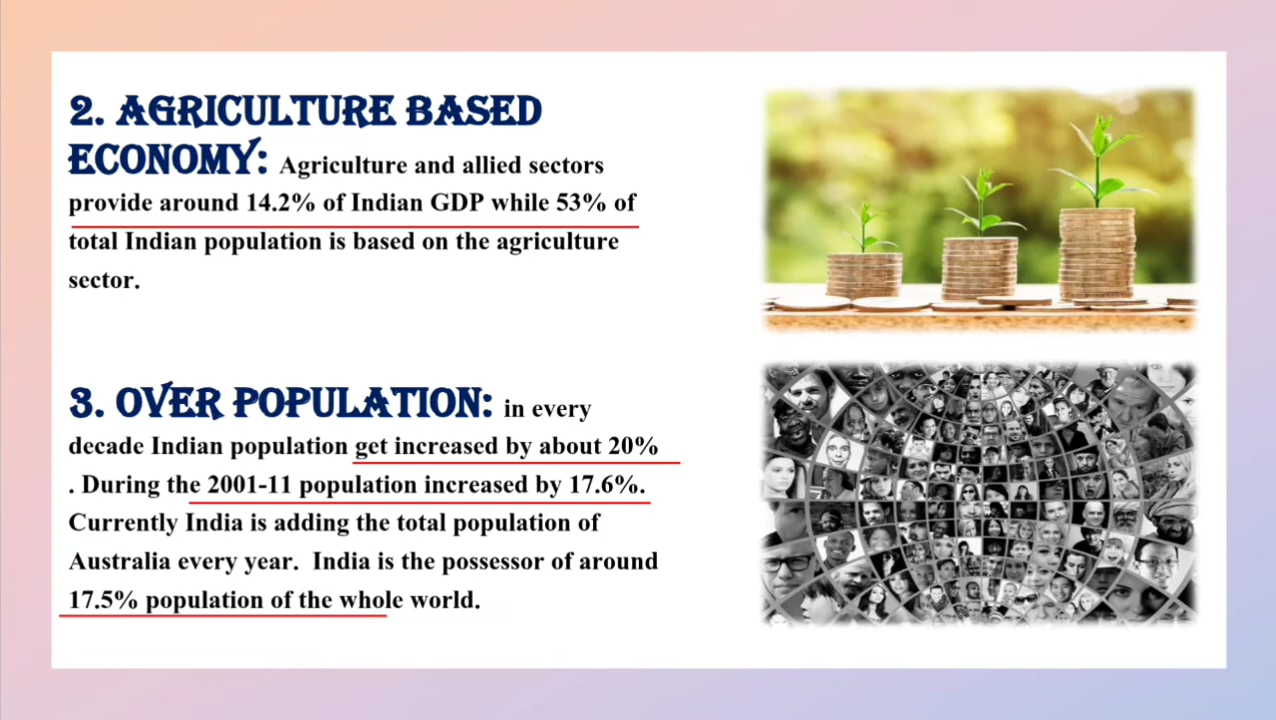 2. AGRICULTURE BASED
ECONOMY: Agriculture and allied sectors
provide around 14.2% of Indian GDP while 53% of
total Indian population is based on the agriculture
sector.
3. OVER POPULATION: in every
decade Indian population get increased by about 20%
. During the 2001-11 population increased by 17.6%.
Currently India is adding the total population of
Australia every year. India is the possessor of around
17.5% population of the whole world.